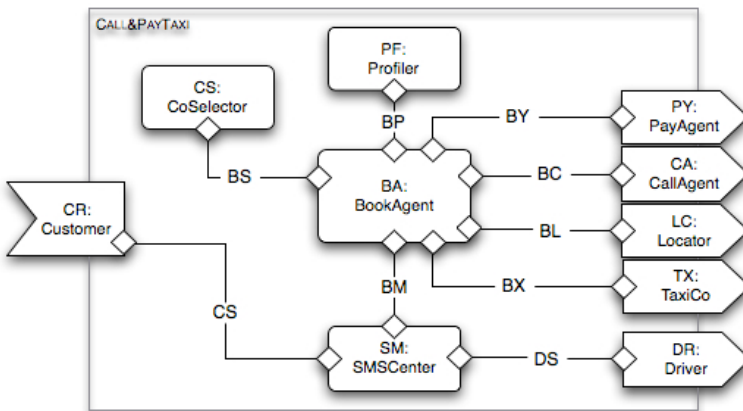 CALL&PAYTAXI
PF:
Profiler
CS:
CoSelector
PY:
PayAgent
BP
BY
BS
BA:
BookAgent
BC
CA:
CallAgent
CR:
Customer
BL
LC:
Locator
BM
BX
TX:
TaxiCo
CS
SM:
SMSCenter
DS
DR:
Driver